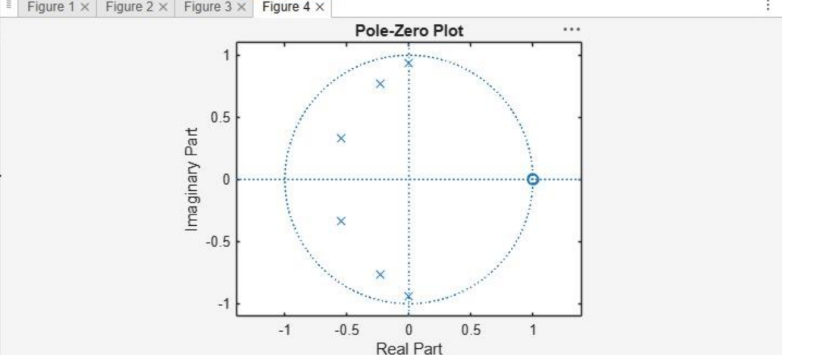 Figure 1 × Figure 2 × Figure 3 × Figure 4 ×
Pole-Zero Plot
1
0.5
0
-0.5
-1
Imaginary Part
-1 -0.5 0 0.5 1
Real Part